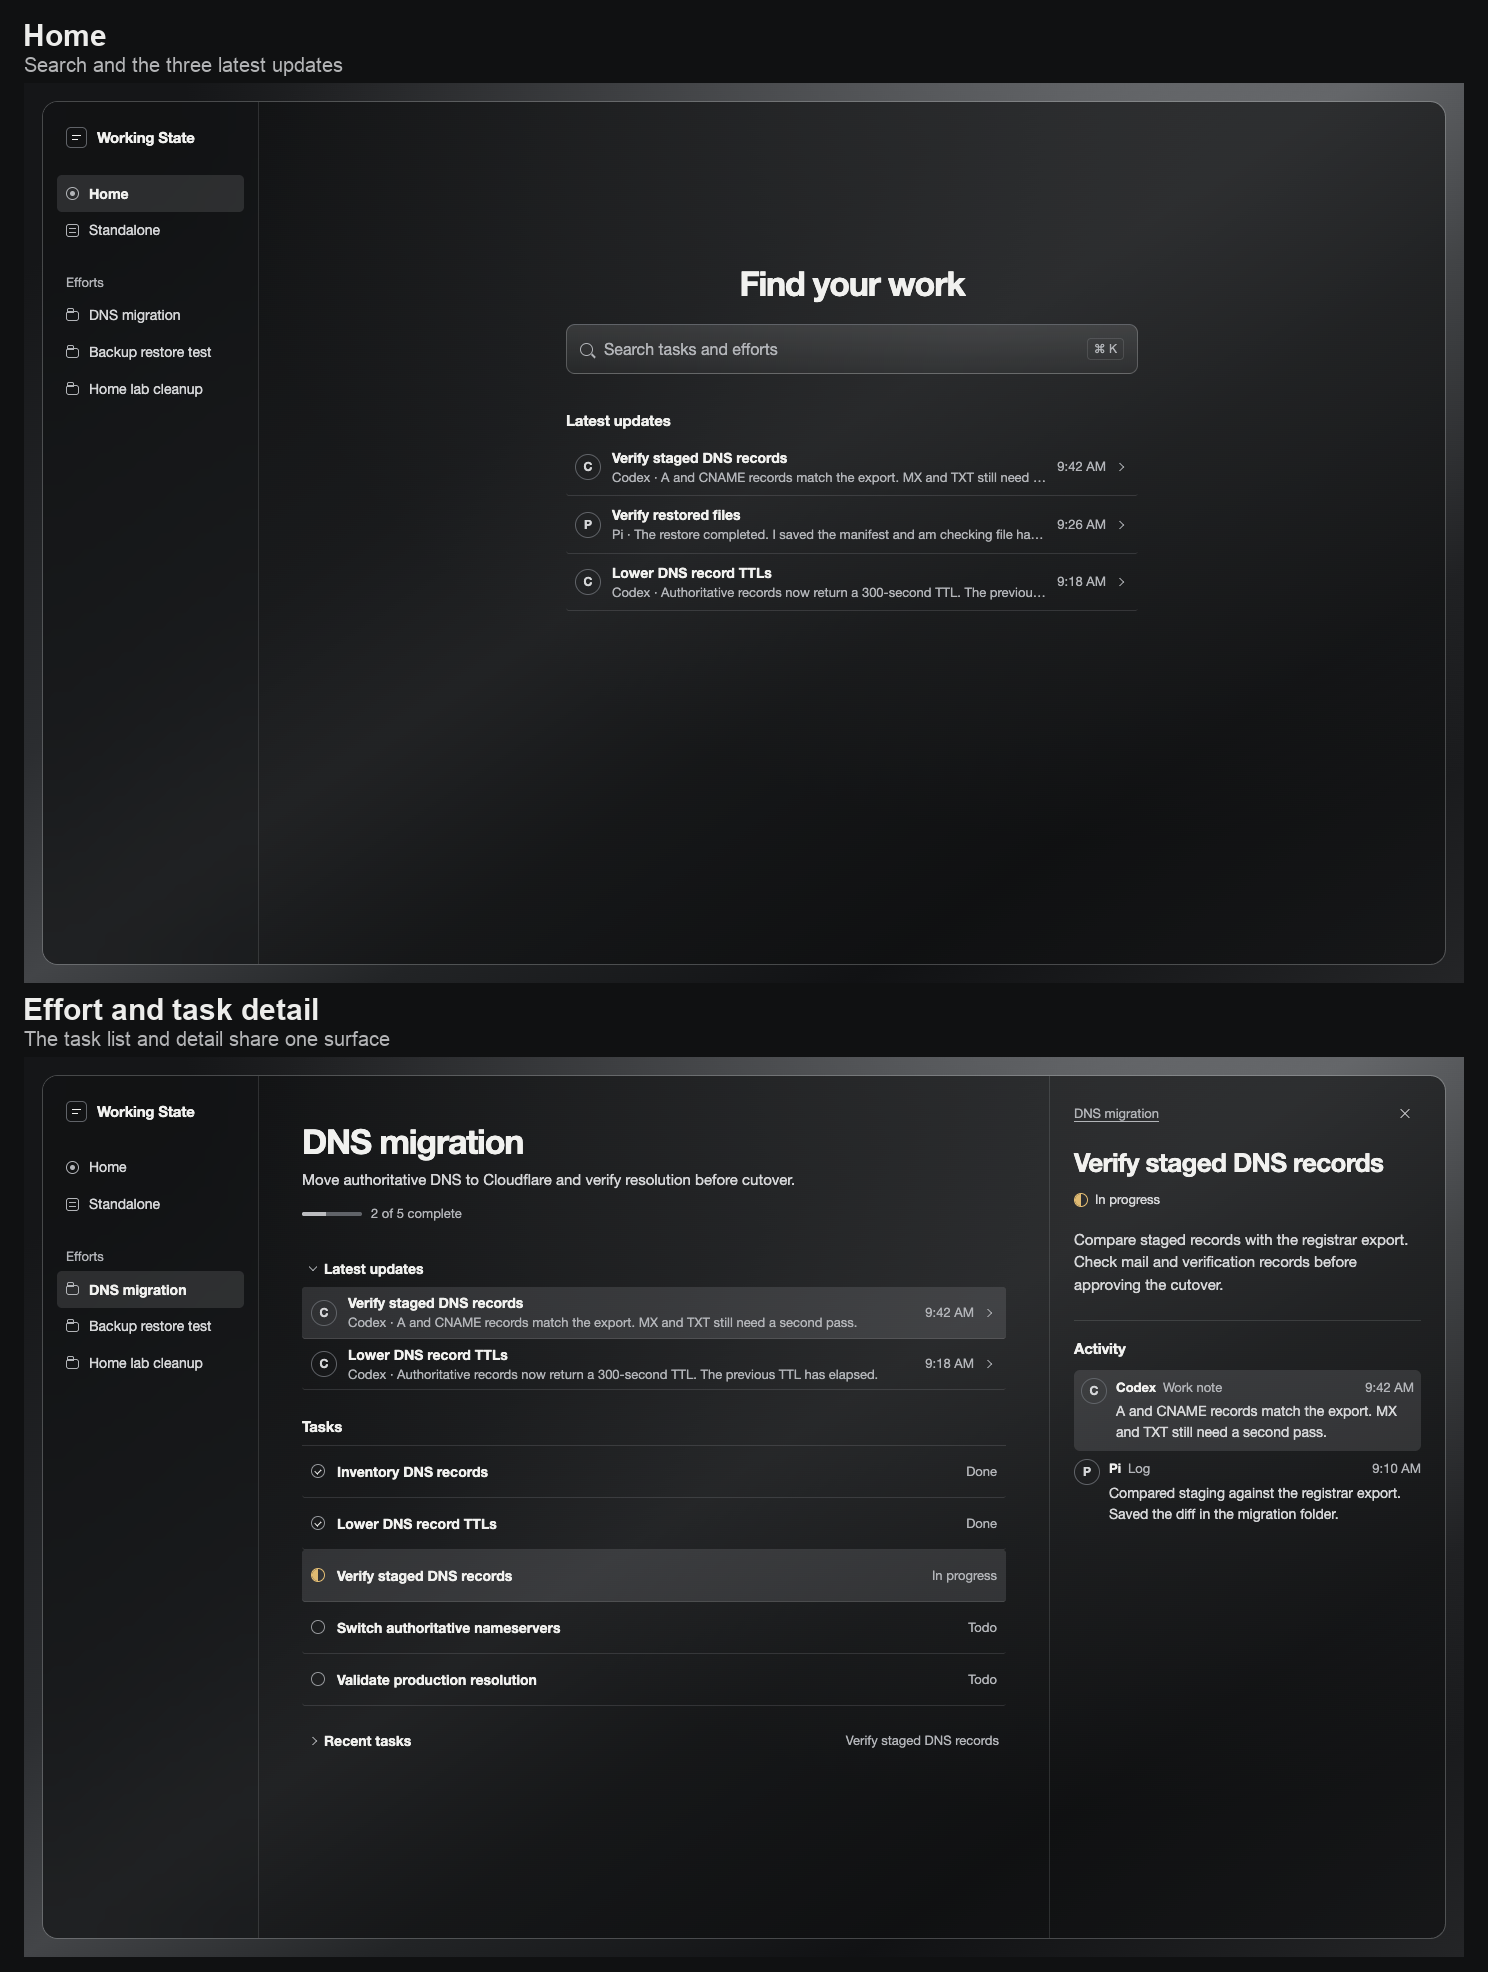 Home
Search and the three latest updates
Working State
Home
Standalone
Efforts
DNS migration
Backup restore test
Home lab cleanup
Find your work
Search tasks and efforts
⌘ K
Latest updates
C
Verify staged DNS records
Codex · A and CNAME records match the export. MX and TXT still need …
9:42 AM
P
Verify restored files
Pi · The restore completed. I saved the manifest and am checking file ha…
9:26 AM
C
Lower DNS record TTLs
Codex · Authoritative records now return a 300-second TTL. The previou…
9:18 AM
Effort and task detail
The task list and detail share one surface
Working State
Home
Standalone
Efforts
DNS migration
Backup restore test
Home lab cleanup
DNS migration
Move authoritative DNS to Cloudflare and verify resolution before cutover.
2 of 5 complete
Latest updates
C
Verify staged DNS records
Codex · A and CNAME records match the export. MX and TXT still need a second pass.
9:42 AM
C
Lower DNS record TTLs
Codex · Authoritative records now return a 300-second TTL. The previous TTL has elapsed.
9:18 AM
Tasks
Inventory DNS records Done
Lower DNS record TTLs Done
Verify staged DNS records In progress
Switch authoritative nameservers Todo
Validate production resolution Todo
Recent tasks Verify staged DNS records
DNS migration
Verify staged DNS records
In progress
Compare staged records with the registrar export.
Check mail and verification records before
approving the cutover.
Activity
C
Codex Work note 9:42 AM
A and CNAME records match the export. MX
and TXT still need a second pass.
P
Pi Log 9:10 AM
Compared staging against the registrar export.
Saved the diff in the migration folder.